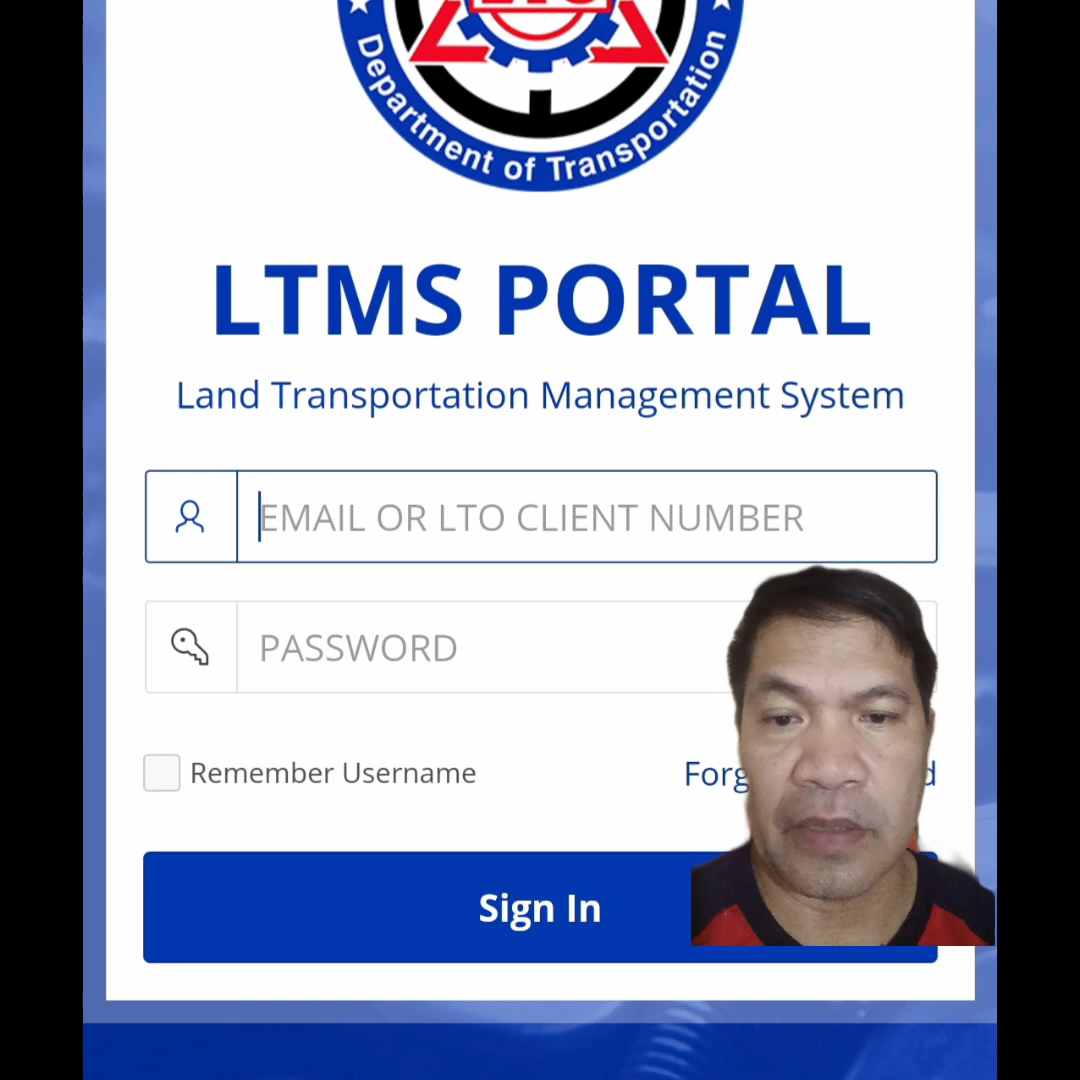 Department of Transportation
LTMS PORTAL
Land Transportation Management System
EMAIL OR LTO CLIENT NUMBER
PASSWORD
Remember Username
Sign In